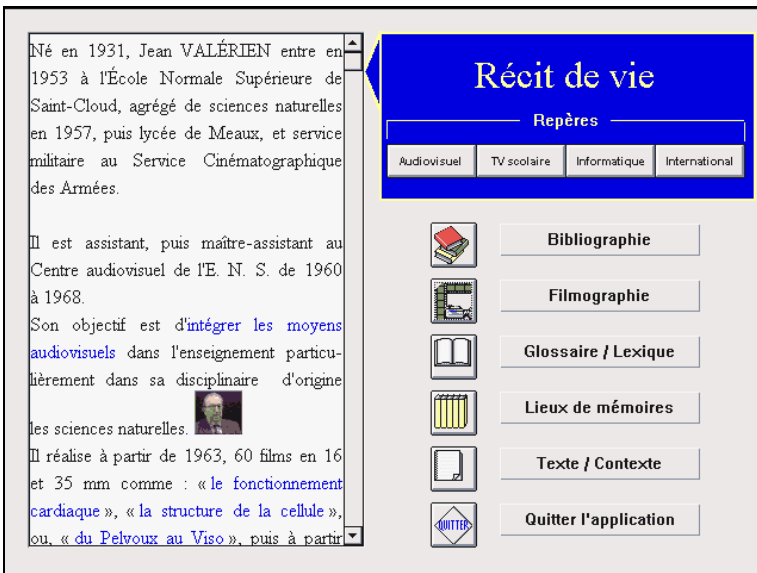 Né en 1931, Jean VALÉRIEN entre en
1953 à l'École Normale Supérieure de
Saint-Cloud, agrégé de sciences naturelles
en 1957, puis lycée de Meaux, et service
militaire au Service Cinématographique
des Armées.
Il est assistant, puis maître-assistant au
Centre audiovisuel de l'E. N. S. de 1960
à 1968.
Son objectif est d'intégrer les moyens
audiovisuels dans l'enseignement particu-
lièrement dans sa disciplinaire d'origine
les sciences naturelles.
Il réalise à partir de 1963, 60 films en 16
et 35 mm comme : « le fonctionnement
cardiaque », « la structure de la cellule »,
ou, « du Pelvoux au Viso », puis à partir
Récit de vie
Repères
Audiovisuel TV scolaire Informatique International
Bibliographie
Filmographie
Glossaire / Lexique
Lieux de mémoires
Texte / Contexte
QUITTER Quitter l'application